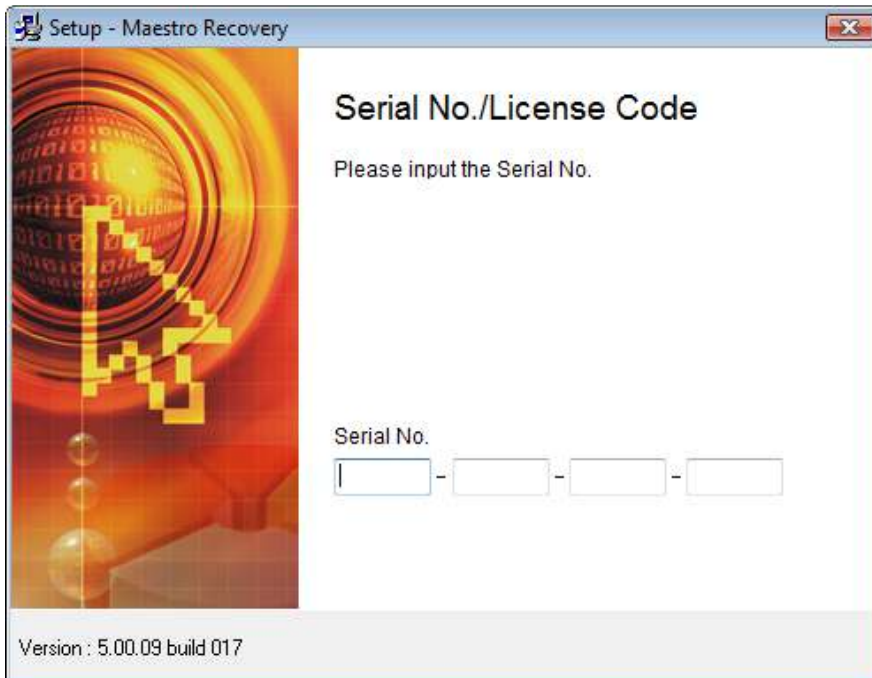 Setup - Maestro Recovery
Serial No./License Code
Please input the Serial No.
Serial No.
- - -
Version : 5.00.09 build 017